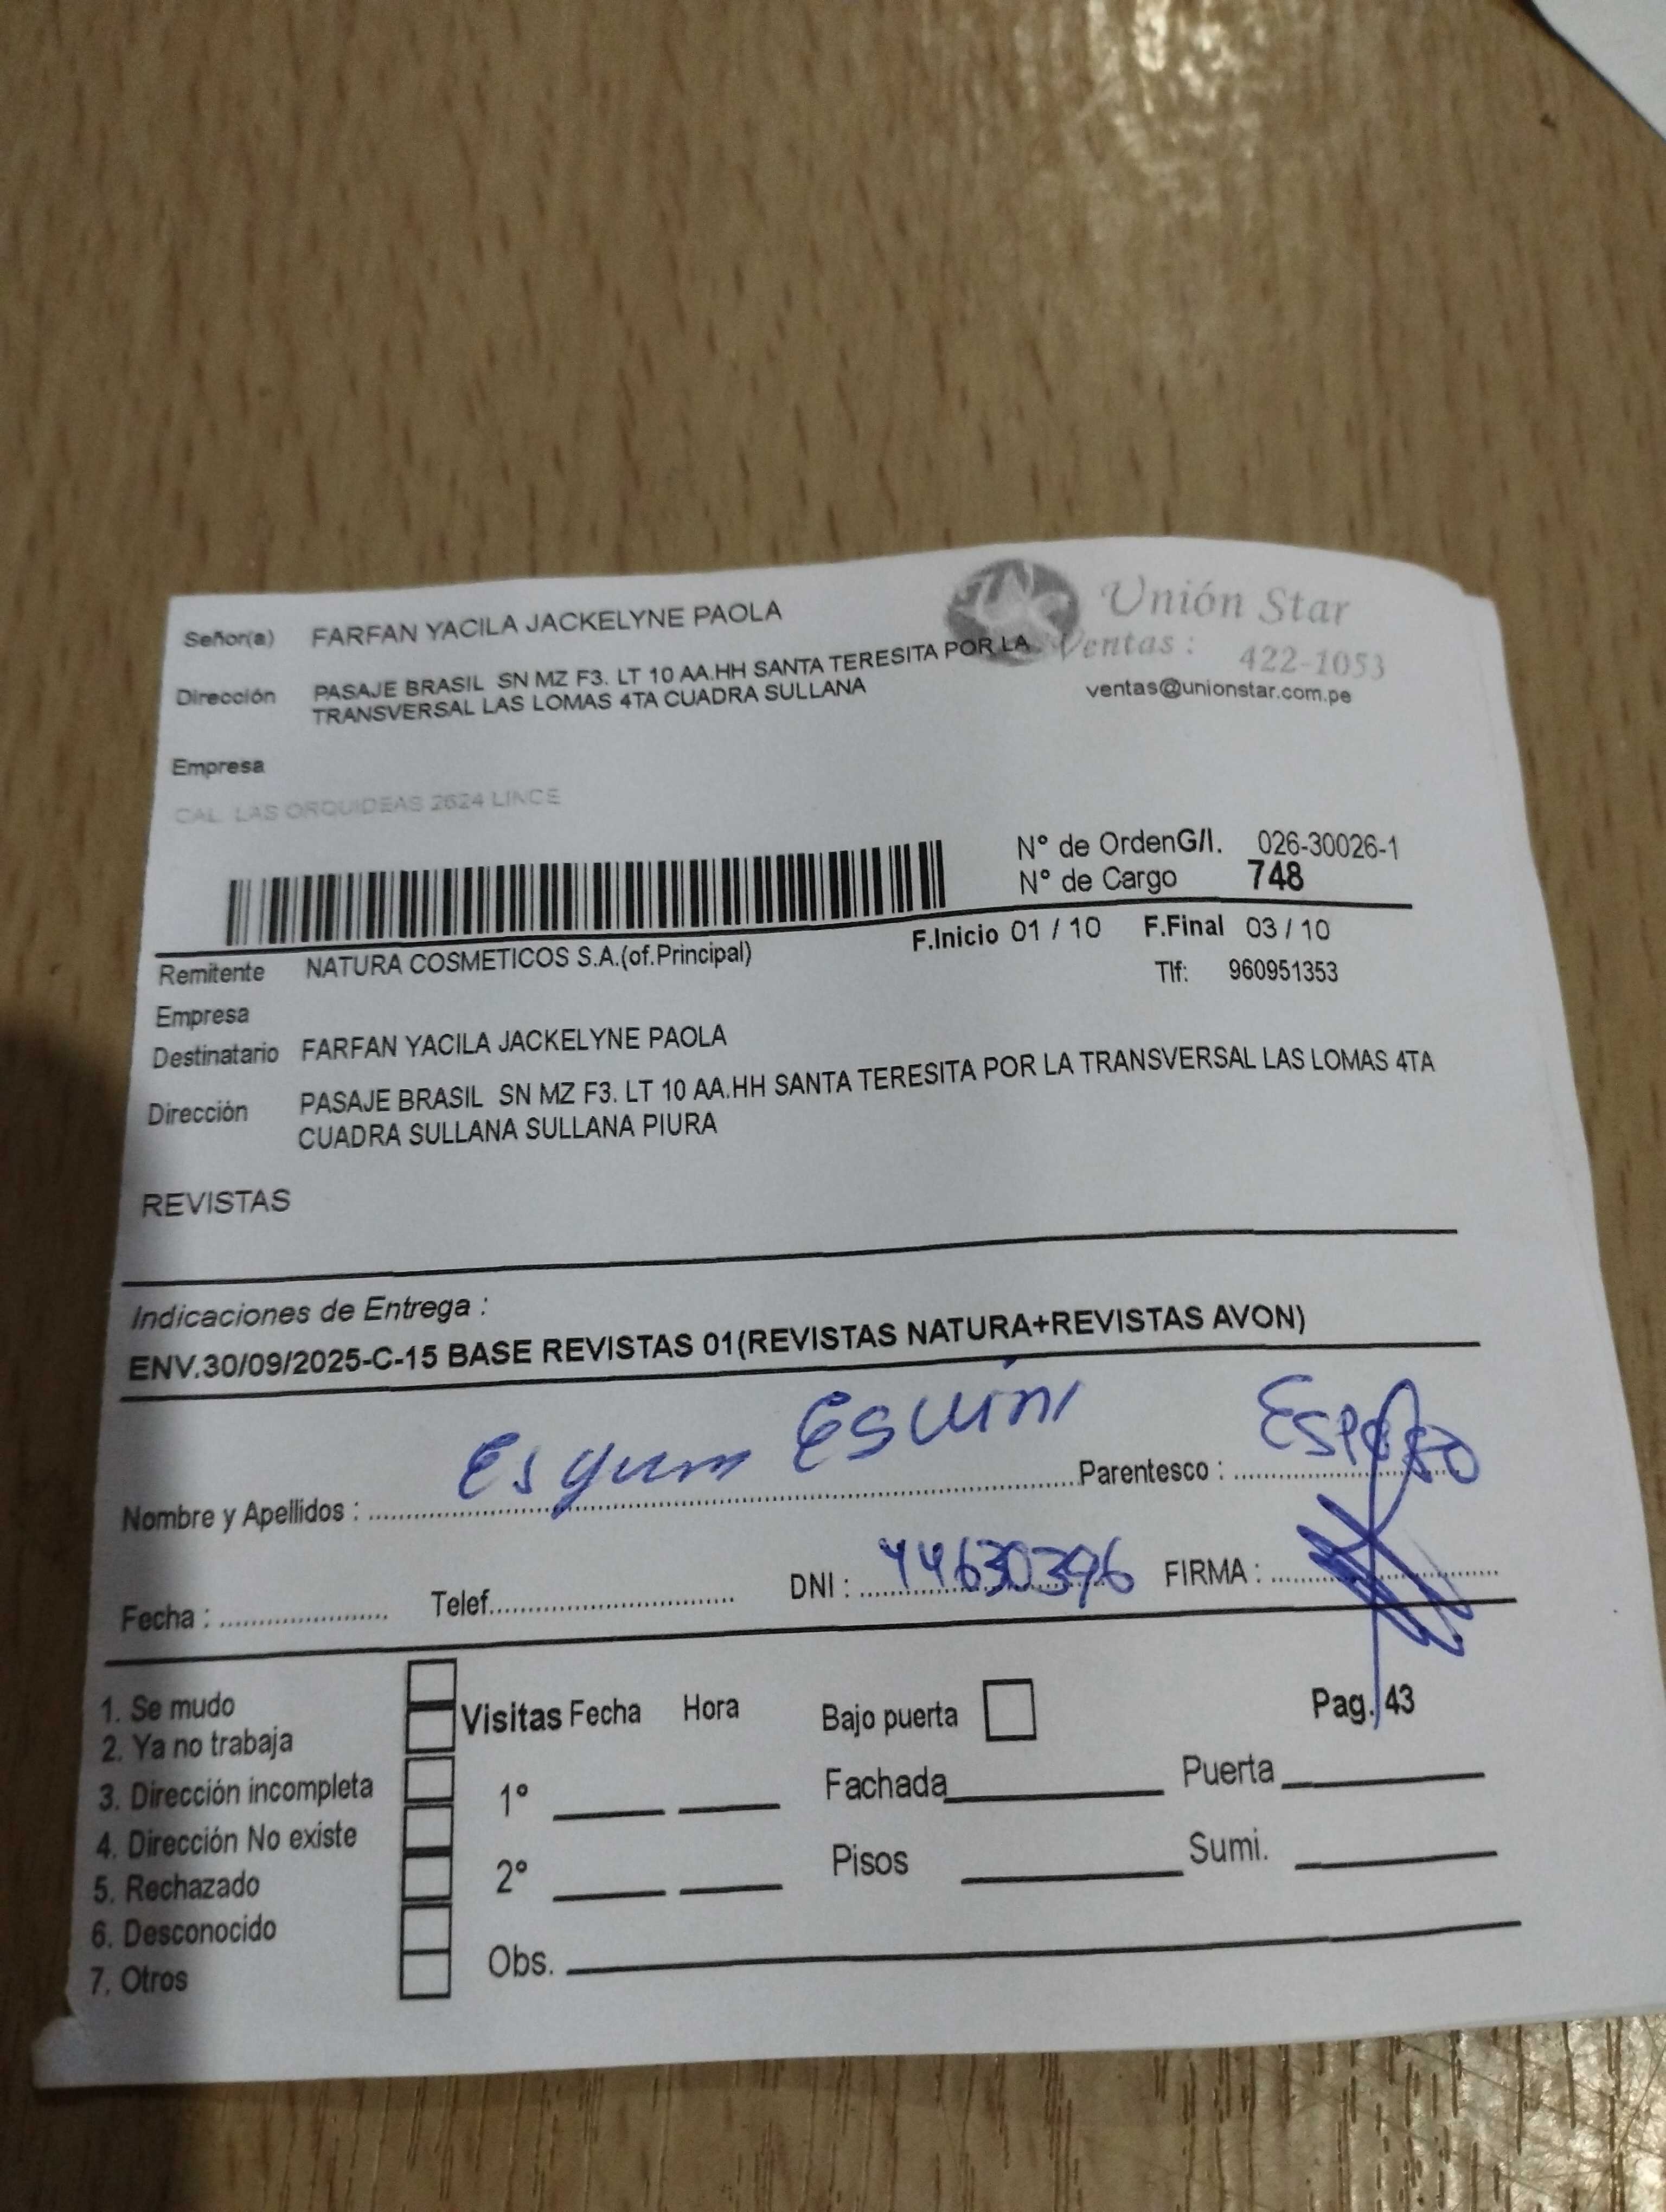 Señor(a) FARFAN YACILA JACKELYNE PAOLA
Unión Star
Ventas : 422-1053
ventas@unionstar.com.pe
Dirección PASAJE BRASIL SN MZ F3. LT 10 AA.HH SANTA TERESITA POR LA
TRANSVERSAL LAS LOMAS 4TA CUADRA SULLANA
Empresa
CAL. LAS ORQUIDEAS 2624 LINCE
N° de OrdenG/I. 026-30026-1
N° de Cargo 748
F.Inicio 01 / 10 F.Final 03 / 10
Remitente NATURA COSMETICOS S.A.(of.Principal)
Tlf: 960951353
Empresa
Destinatario FARFAN YACILA JACKELYNE PAOLA
Dirección PASAJE BRASIL SN MZ F3. LT 10 AA.HH SANTA TERESITA POR LA TRANSVERSAL LAS LOMAS 4TA
CUADRA SULLANA SULLANA PIURA
REVISTAS
Indicaciones de Entrega :
ENV.30/09/2025-C-15 BASE REVISTAS 01(REVISTAS NATURA+REVISTAS AVON)
Nombre y Apellidos : Parentesco : Esposo
Fecha : Telef. DNI : 44630396 FIRMA :
1. Se mudo
2. Ya no trabaja
3. Dirección incompleta
4. Dirección No existe
5. Rechazado
6. Desconocido
7. Otros
Visitas Fecha Hora Bajo puerta Pag. 43
1° Fachada Puerta
2° Pisos Sumi.
Obs.